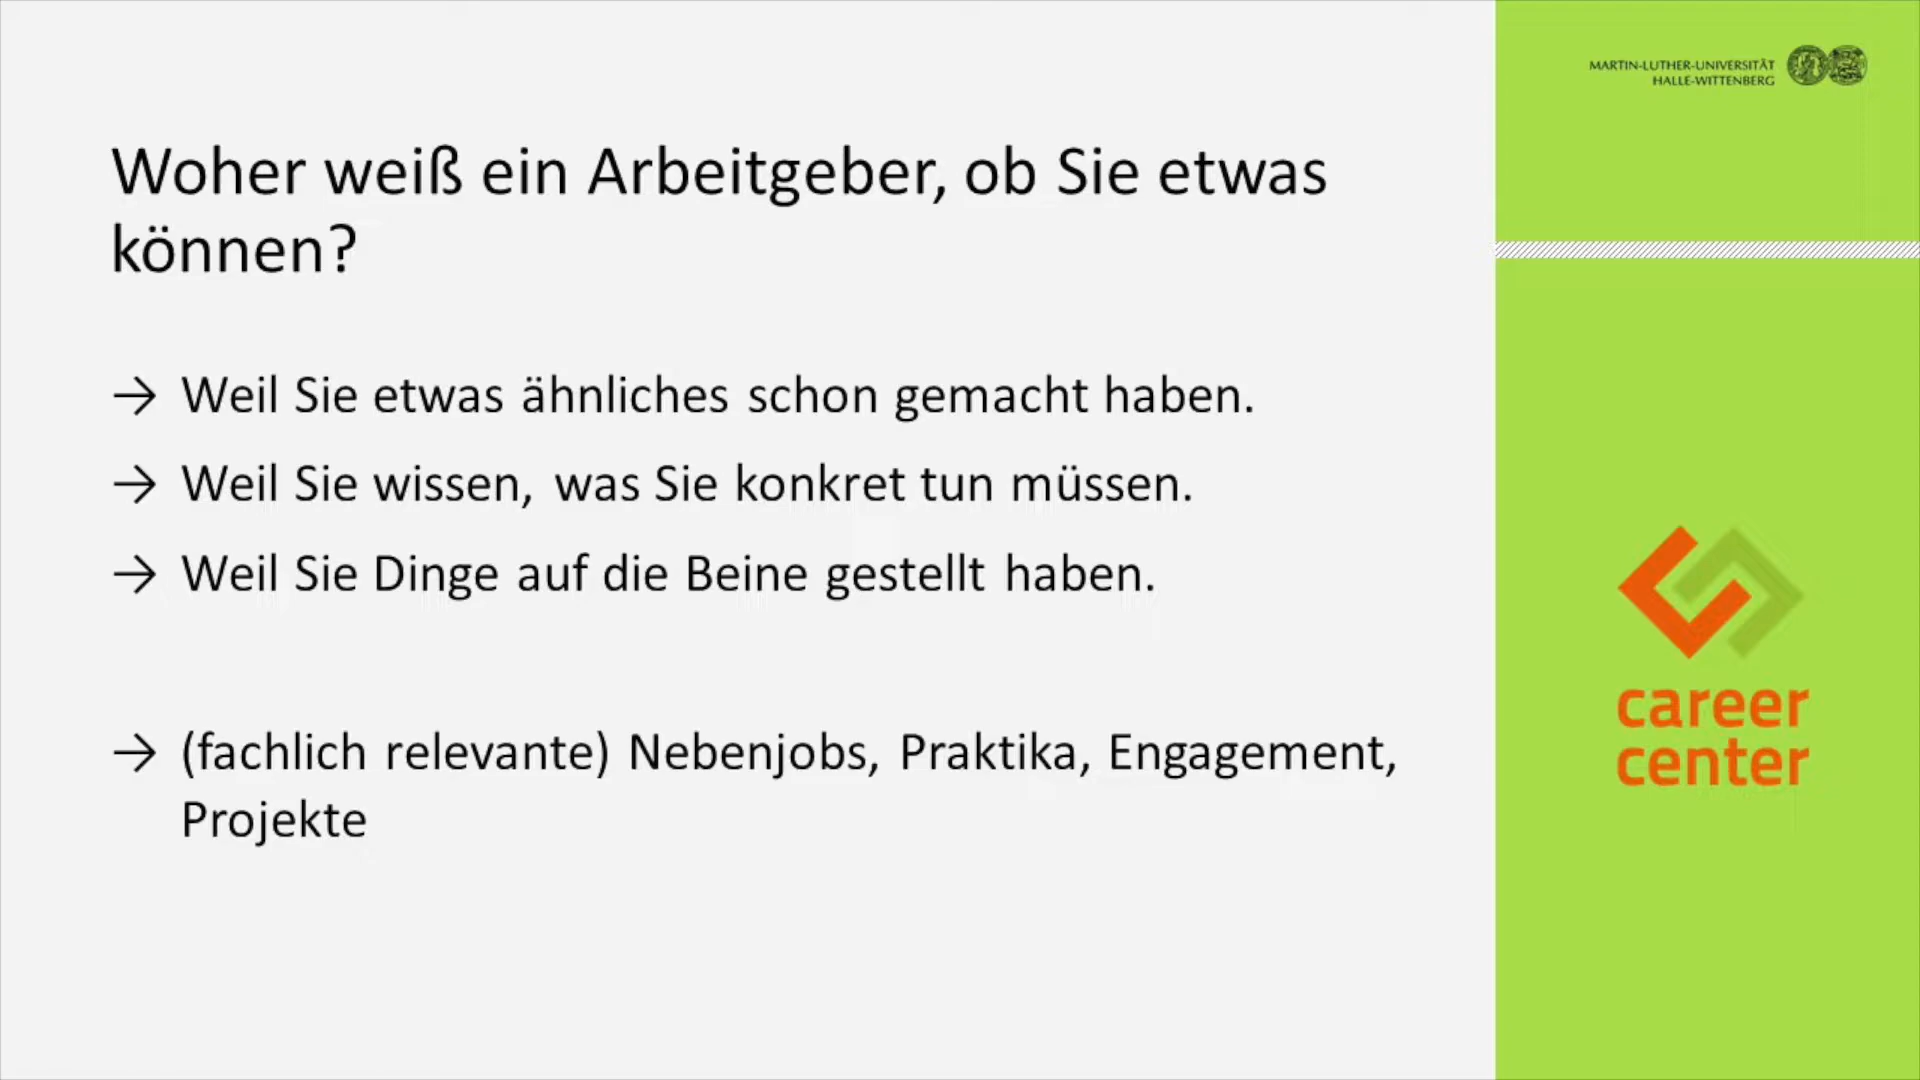 MARTIN-LUTHER-UNIVERSITÄT
HALLE-WITTENBERG
Woher weiß ein Arbeitgeber, ob Sie etwas
können?
→ Weil Sie etwas ähnliches schon gemacht haben.
→ Weil Sie wissen, was Sie konkret tun müssen.
→ Weil Sie Dinge auf die Beine gestellt haben.
→ (fachlich relevante) Nebenjobs, Praktika, Engagement,
Projekte
career
center